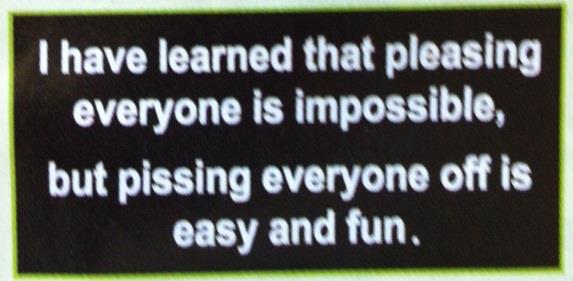 I have learned that pleasing
everyone is impossible,
but pissing everyone off is
easy and fun.